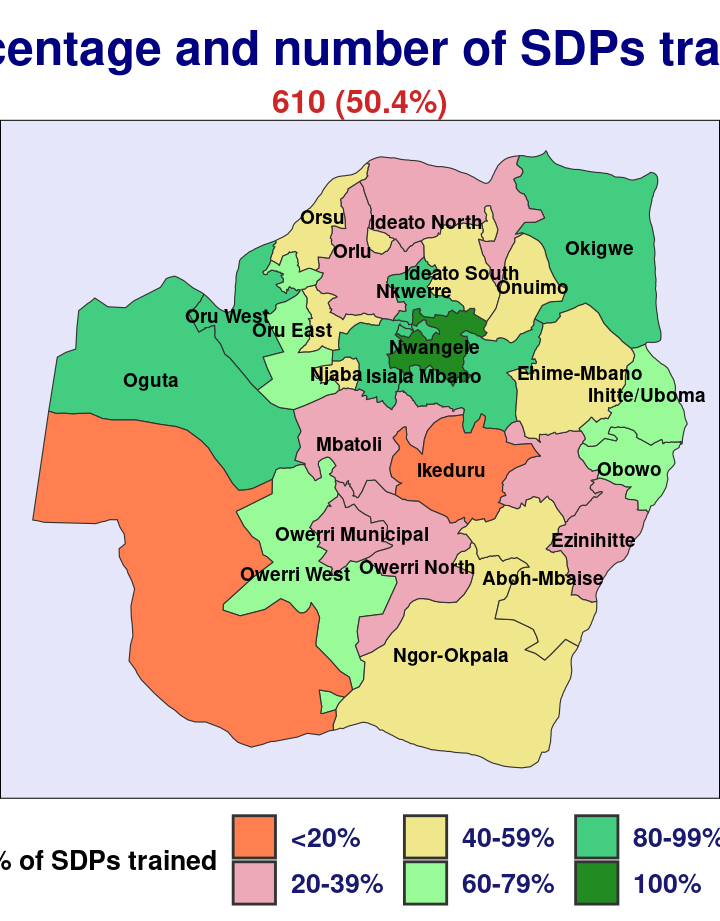 centage and number of SDPs tra
610 (50.4%)
Orsu
Ideato North
Orlu
Okigwe
Ideato South
Nkwerre
Onuimo
Oru West
Oru East
Nwangele
Njaba
Isiala Mbano
Ehime-Mbano
Oguta
Ihitte/Uboma
Mbatoli
Ikeduru
Obowo
Owerri Municipal
Ezinihitte
Owerri West
Owerri North
Aboh-Mbaise
Ngor-Okpala
% of SDPs trained
<20%
40-59%
80-99%
20-39%
60-79%
100%